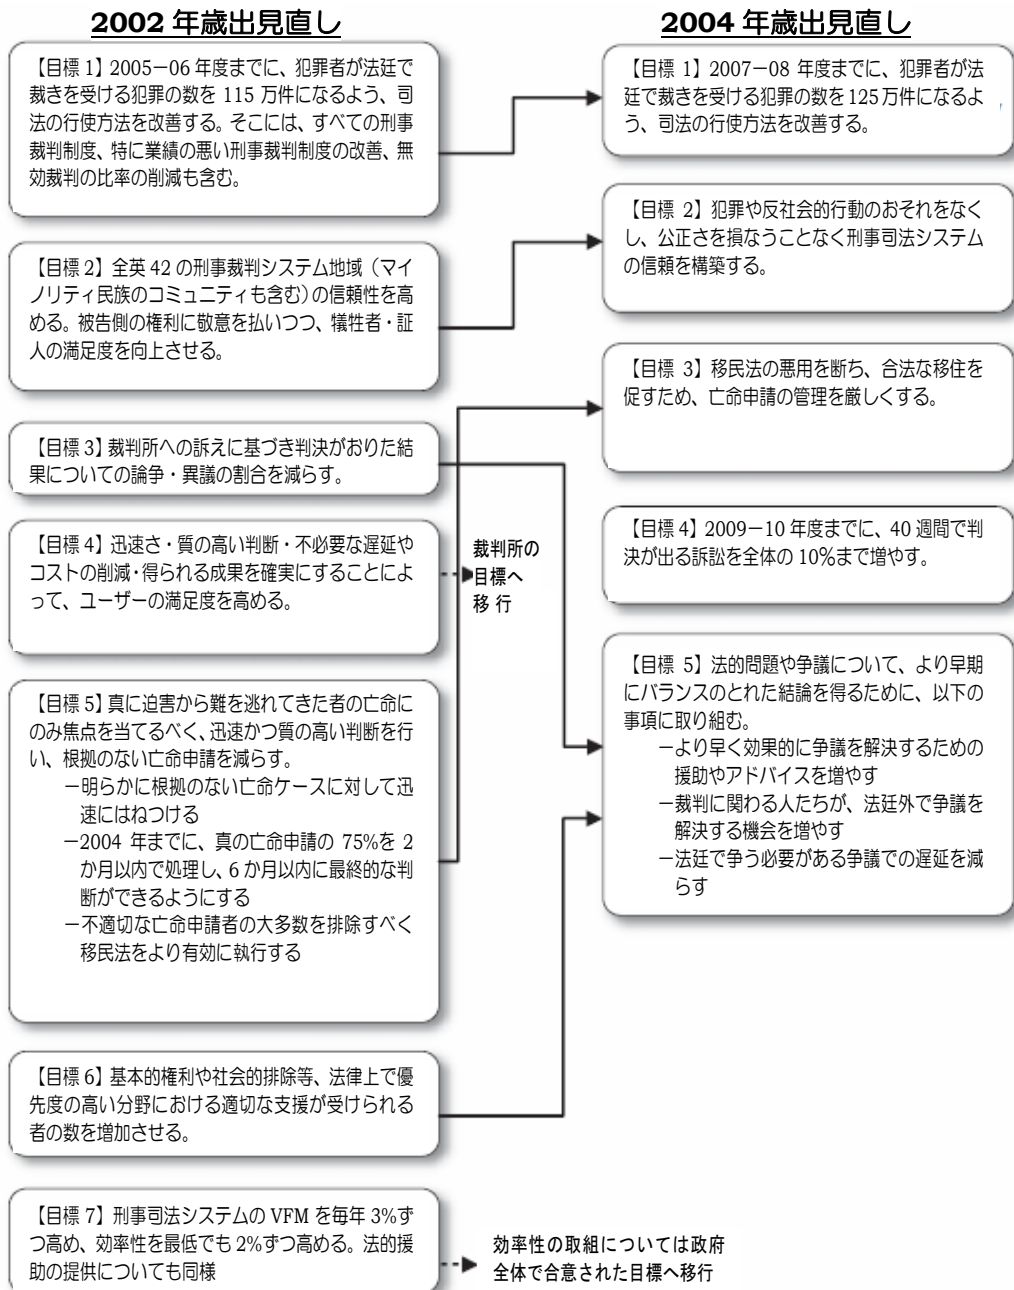 2002 年歳出見直し
【目標 1】2005－06 年度までに、犯罪者が法廷で
裁きを受ける犯罪の数を 115 万件になるよう、司
法の行使方法を改善する。そこには、すべての刑事
裁判制度、特に業績の悪い刑事裁判制度の改善、無
効裁判の比率の削減も含む。
【目標 2】全英 42 の刑事裁判システム地域（マイ
ノリティ民族のコミュニティも含む）の信頼性を高
める。被告側の権利に敬意を払いつつ、犠牲者・証
人の満足度を向上させる。
【目標 3】裁判所への訴えに基づき判決がおりた結
果についての論争・異議の割合を減らす。
【目標 4】迅速さ・質の高い判断・不必要な遅延や
コストの削減・得られる成果を確実にすることによ
って、ユーザーの満足度を高める。
裁判所の
目標へ
移 行
【目標 5】真に迫害から難を逃れてきた者の亡命に
のみ焦点を当てるべく、迅速かつ質の高い判断を行
い、根拠のない亡命申請を減らす。
－明らかに根拠のない亡命ケースに対して迅
速にはねつける
－2004 年までに、真の亡命申請の 75%を 2
か月以内で処理し、6 か月以内に最終的な判
断ができるようにする
－不適切な亡命申請者の大多数を排除すべく
移民法をより有効に執行する
【目標 6】基本的権利や社会的排除等、法律上で優
先度の高い分野における適切な支援が受けられる
者の数を増加させる。
【目標 7】刑事司法システムの VFM を毎年 3%ず
つ高め、効率性を最低でも 2%ずつ高める。法的援
助の提供についても同様
効率性の取組については政府
全体で合意された目標へ移行
2004 年歳出見直し
【目標 1】2007－08 年度までに、犯罪者が法
廷で裁きを受ける犯罪の数を125万件になるよ
う、司法の行使方法を改善する。
【目標 2】犯罪や反社会的行動のおそれをなく
し、公正さを損なうことなく刑事司法システム
の信頼を構築する。
【目標 3】移民法の悪用を断ち、合法な移住を
促すため、亡命申請の管理を厳しくする。
【目標 4】2009－10 年度までに、40 週間で判
決が出る訴訟を全体の 10%まで増やす。
【目標 5】法的問題や争議について、より早期
にバランスのとれた結論を得るために、以下の
事項に取り組む。
－より早く効果的に争議を解決するための
援助やアドバイスを増やす
－裁判に関わる人たちが、法廷外で争議を
解決する機会を増やす
－法廷で争う必要がある争議での遅延を減
らす